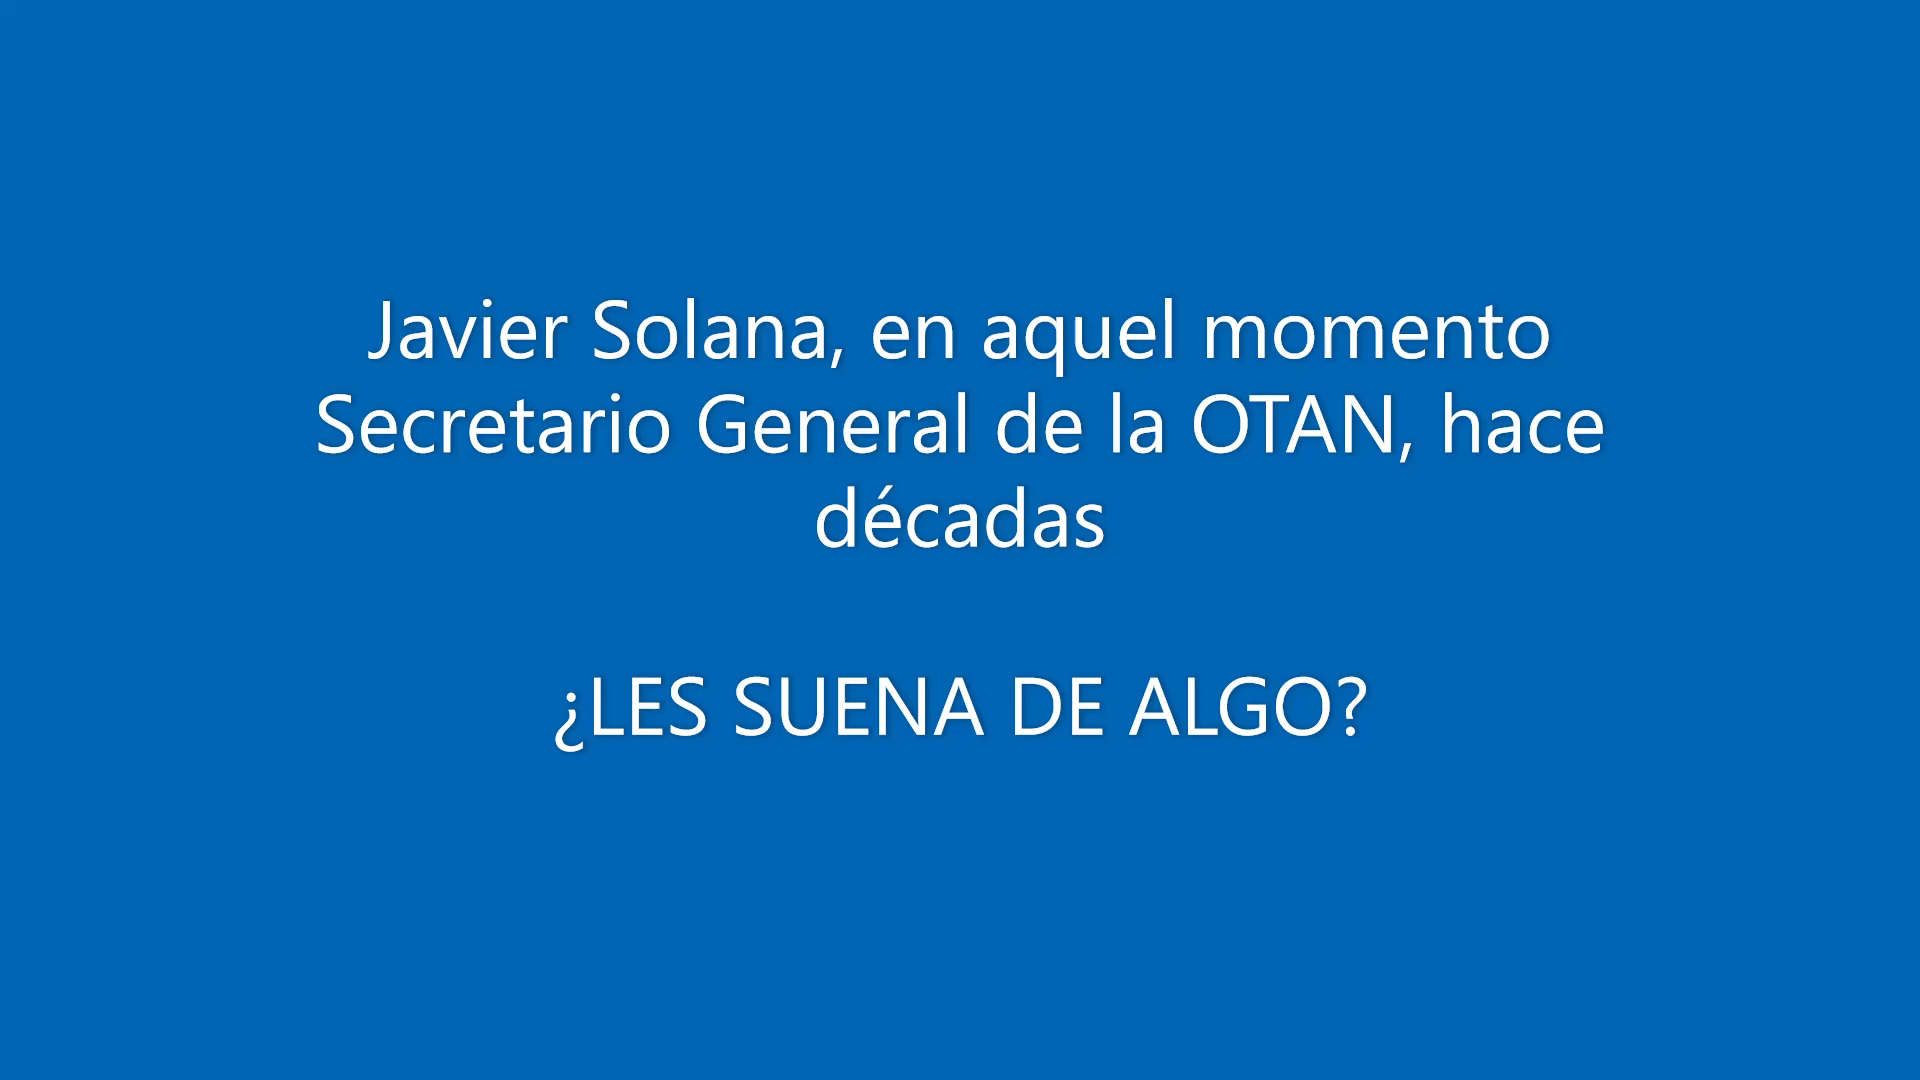 Javier Solana, en aquel momento
Secretario General de la OTAN, hace
décadas
¿LES SUENA DE ALGO?